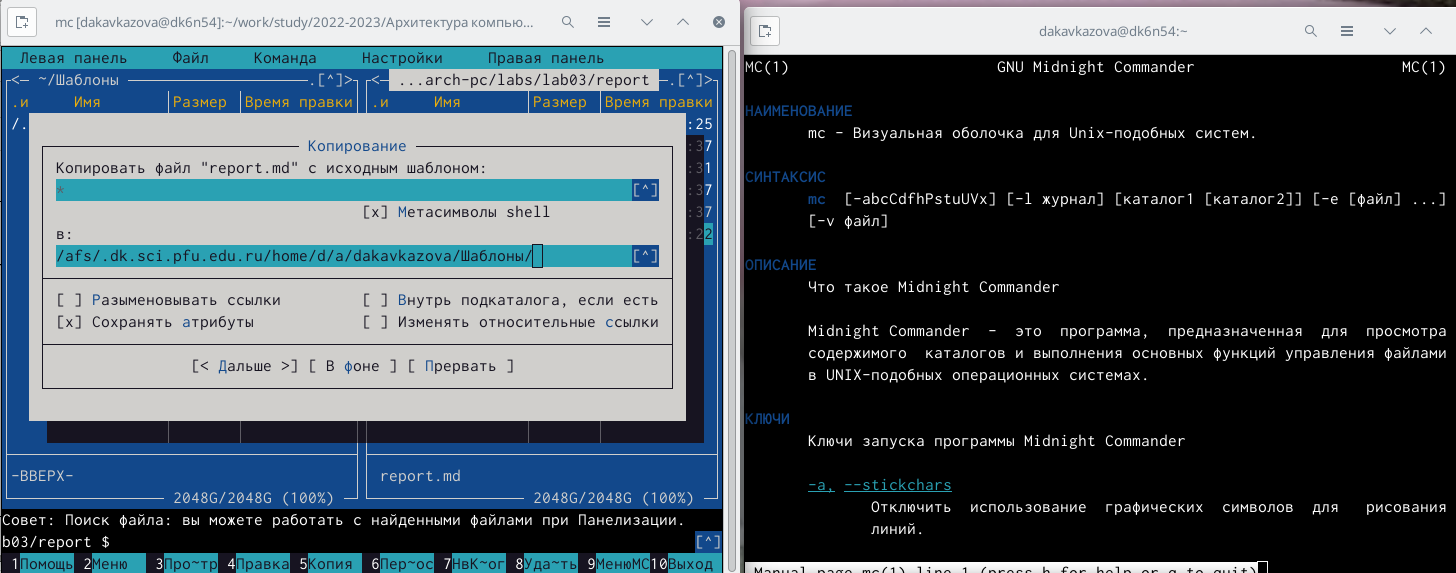 mc [dakavkazova@dk6n54]:~/work/study/2022-2023/Архитектура компью...
Левая панель Файл Команда Настройки Правая панель
<─ ~/Шаблоны .[^]>
<─ ...arch-pc/labs/lab03/report .[^]>
.и Имя Размер Время правки
.и Имя Размер Время правки
/. :25
:37
:31
:37
:37
:22
Копирование
Копировать файл "report.md" с исходным шаблоном:
* [^]
[x] Метасимволы shell
в:
/afs/.dk.sci.pfu.edu.ru/home/d/a/dakavkazova/Шаблоны/ [^]
[ ] Разыменовывать ссылки [ ] Внутрь подкаталога, если есть
[x] Сохранять атрибуты [ ] Изменять относительные ссылки
[< Дальше >] [ В фоне ] [ Прервать ]
-ВВЕРХ- report.md
2048G/2048G (100%) 2048G/2048G (100%)
Совет: Поиск файла: вы можете работать с найденными файлами при Панелизации.
b03/report $ [^]
1Помощь 2Меню 3Про~тр 4Правка 5Копия 6Пер~ос 7НвК~ог 8Уда~ть 9МенюMC 10Выход
dakavkazova@dk6n54:~
MC(1) GNU Midnight Commander MC(1)
НАИМЕНОВАНИЕ
mc - Визуальная оболочка для Unix-подобных систем.
СИНТАКСИС
mc [-abcCdfhPstuUVx] [-l журнал] [каталог1 [каталог2]] [-e [файл] ...]
[-v файл]
ОПИСАНИЕ
Что такое Midnight Commander
Midnight Commander - это программа, предназначенная для просмотра
содержимого каталогов и выполнения основных функций управления файлами
в UNIX-подобных операционных системах.
КЛЮЧИ
Ключи запуска программы Midnight Commander
-a, --stickchars
Отключить использование графических символов для рисования
линий.
Manual page mc(1) line 1 (press h for help or q to quit)